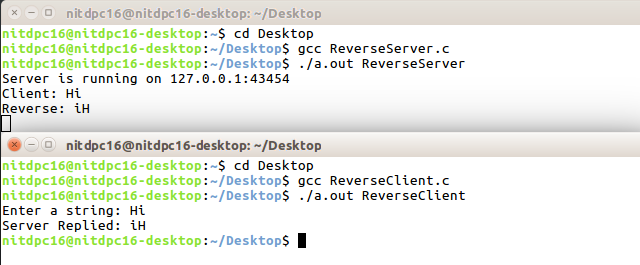 nitdpc16@nitdpc16-desktop: ~/Desktop
nitdpc16@nitdpc16-desktop:~$ cd Desktop
nitdpc16@nitdpc16-desktop:~/Desktop$ gcc ReverseServer.c
nitdpc16@nitdpc16-desktop:~/Desktop$ ./a.out ReverseServer
Server is running on 127.0.0.1:43454
Client: Hi
Reverse: iH
nitdpc16@nitdpc16-desktop: ~/Desktop
nitdpc16@nitdpc16-desktop:~$ cd Desktop
nitdpc16@nitdpc16-desktop:~/Desktop$ gcc ReverseClient.c
nitdpc16@nitdpc16-desktop:~/Desktop$ ./a.out ReverseClient
Enter a string: Hi
Server Replied: iH
nitdpc16@nitdpc16-desktop:~/Desktop$